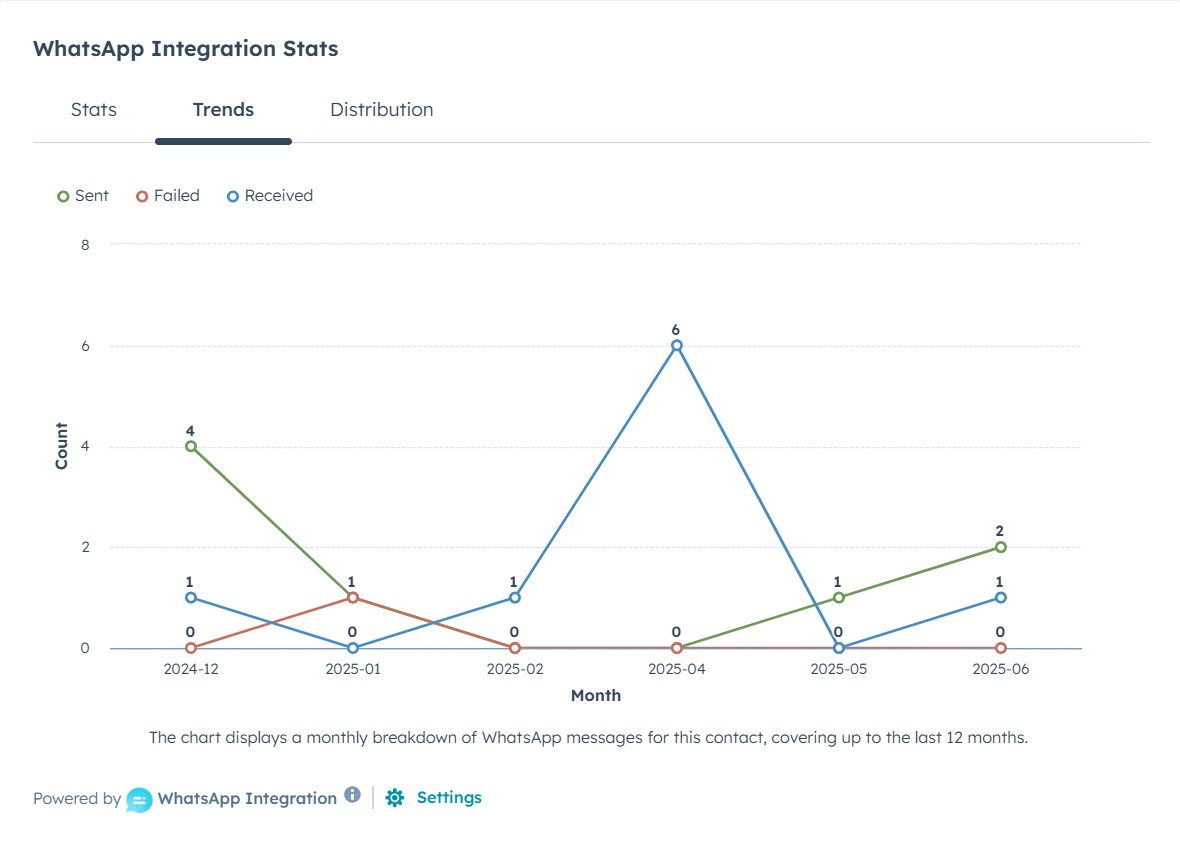 WhatsApp Integration Stats
Stats Trends Distribution
Sent Failed Received
8
6
6
4
4
Count
2
2
1 1 1 1 1
0 0 0 0 0 0
0
2024-12 2025-01 2025-02 2025-04 2025-05 2025-06
Month
The chart displays a monthly breakdown of WhatsApp messages for this contact, covering up to the last 12 months.
Powered by WhatsApp Integration Settings